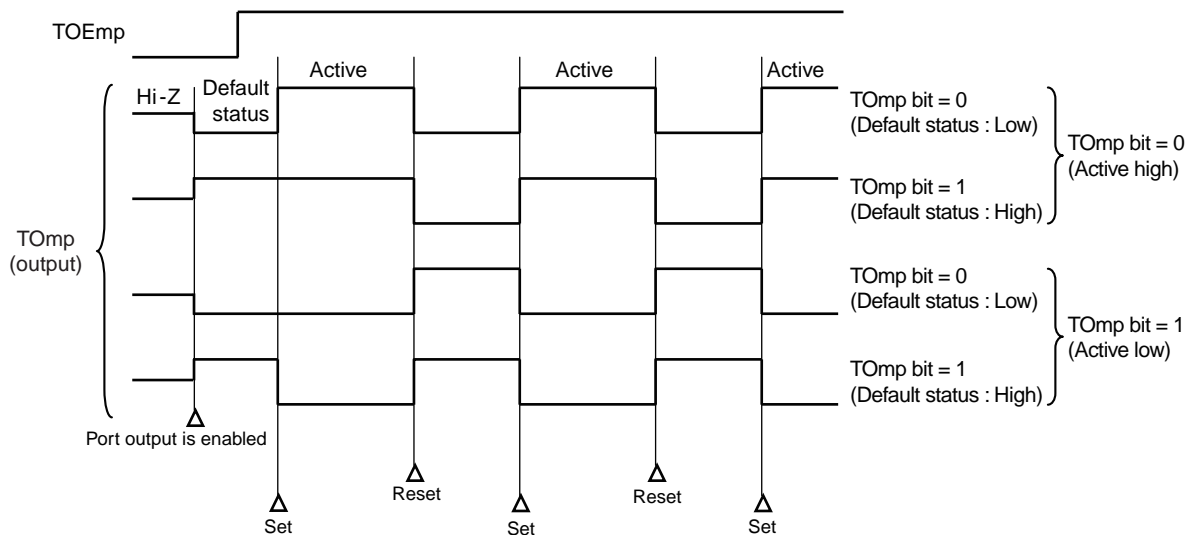 TOEmp
Active
Active
Active
Hi-Z
Default
status
TOmp bit = 0
(Default status : Low)
TOmp bit = 0
(Active high)
TOmp bit = 1
(Default status : High)
TOmp
(output)
TOmp bit = 0
(Default status : Low)
TOmp bit = 1
(Active low)
TOmp bit = 1
(Default status : High)
Port output is enabled
Reset
Reset
Set
Set
Set